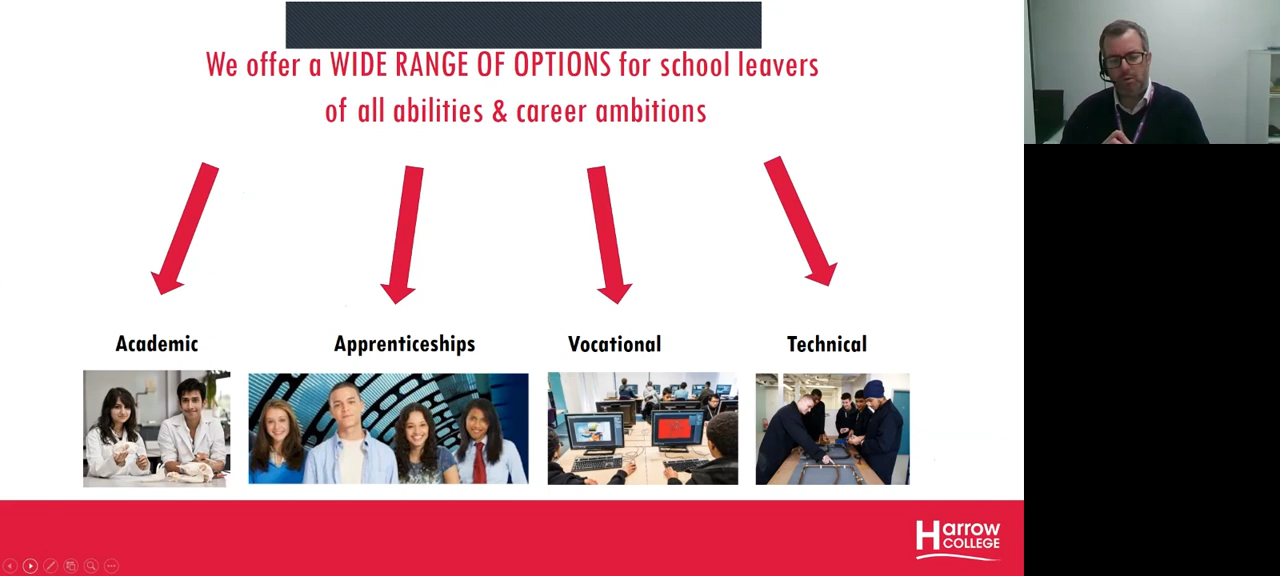 We offer a WIDE RANGE OF OPTIONS for school leavers
of all abilities & career ambitions
Academic
Apprenticeships
Vocational
Technical
Harrow
COLLEGE